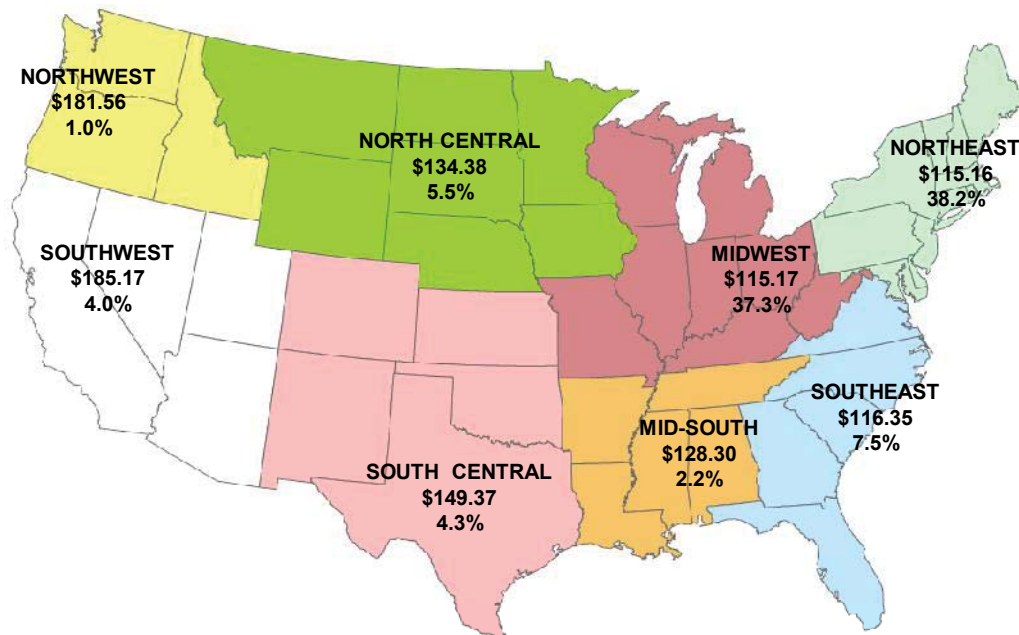 NORTHWEST
$181.56
1.0%
NORTH CENTRAL
$134.38
5.5%
NORTHEAST
$115.16
38.2%
SOUTHWEST
$185.17
4.0%
MIDWEST
$115.17
37.3%
SOUTHEAST
$116.35
7.5%
MID-SOUTH
$128.30
2.2%
SOUTH CENTRAL
$149.37
4.3%